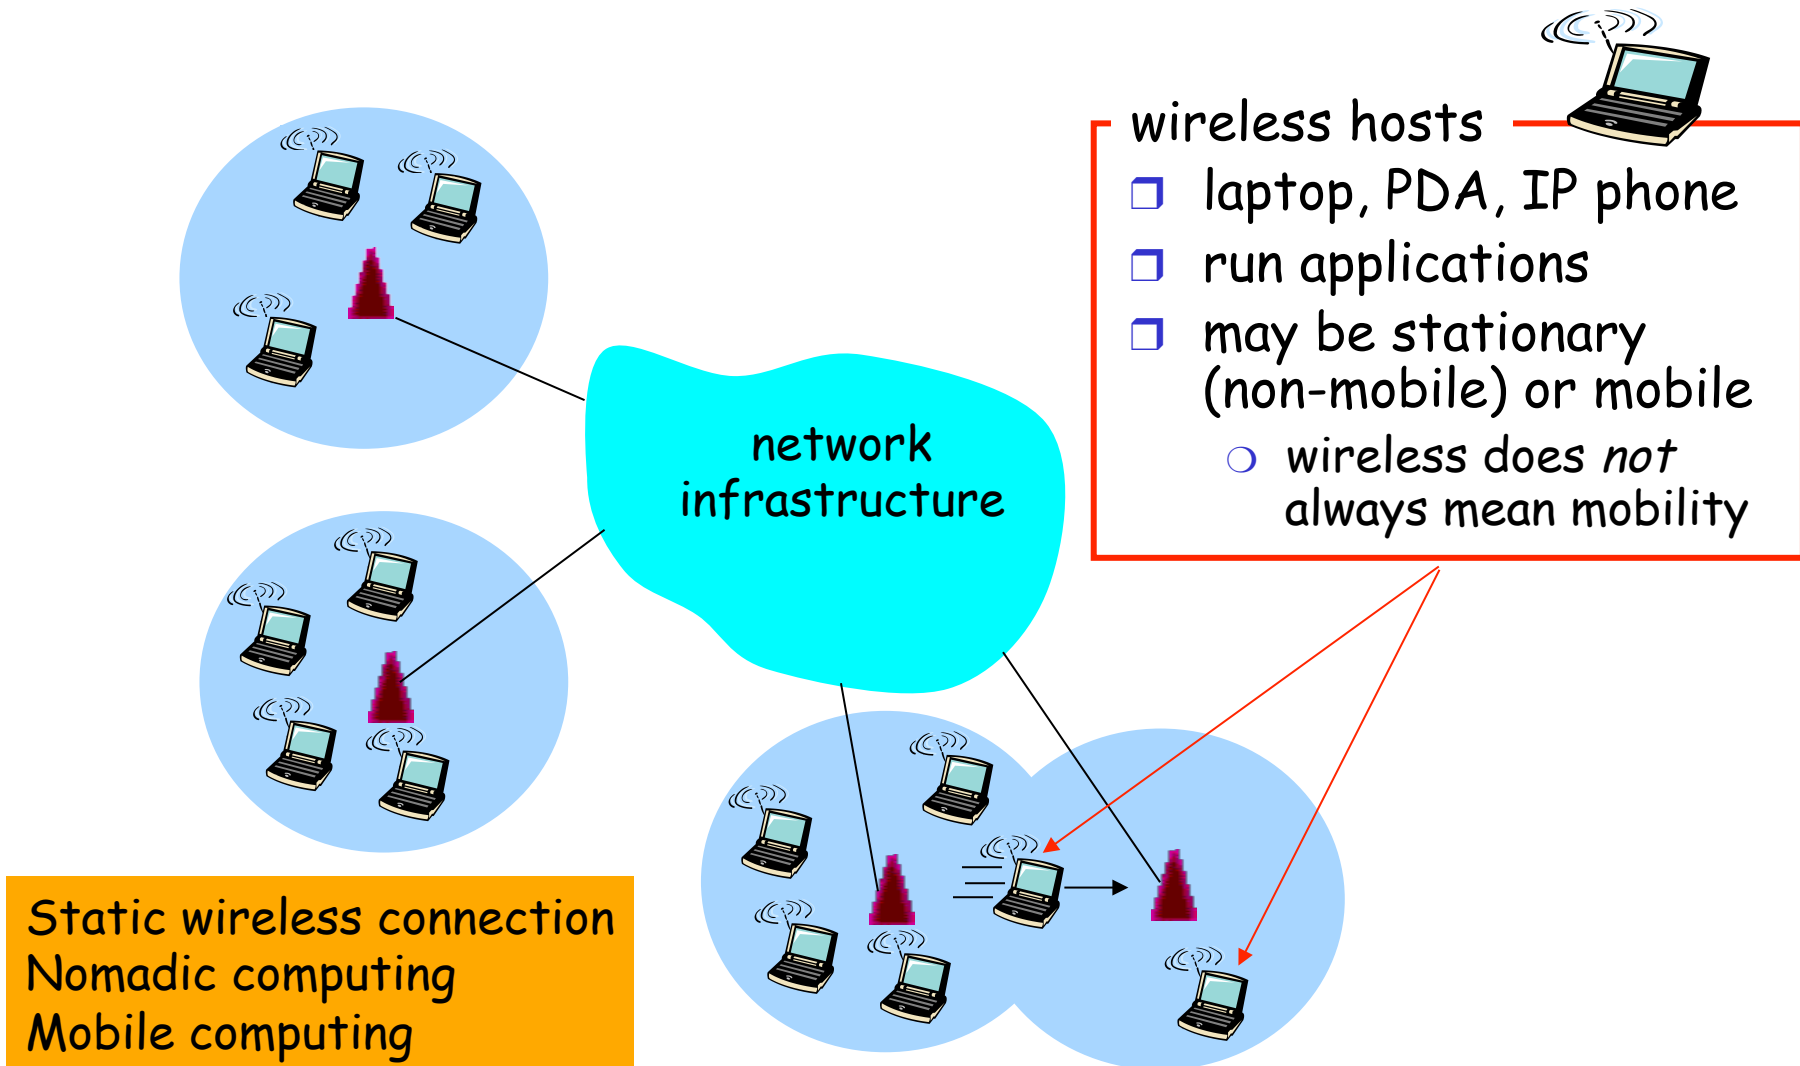 wireless hosts
laptop, PDA, IP phone
run applications
may be stationary
(non-mobile) or mobile
wireless does not
always mean mobility
network
infrastructure
Static wireless connection
Nomadic computing
Mobile computing